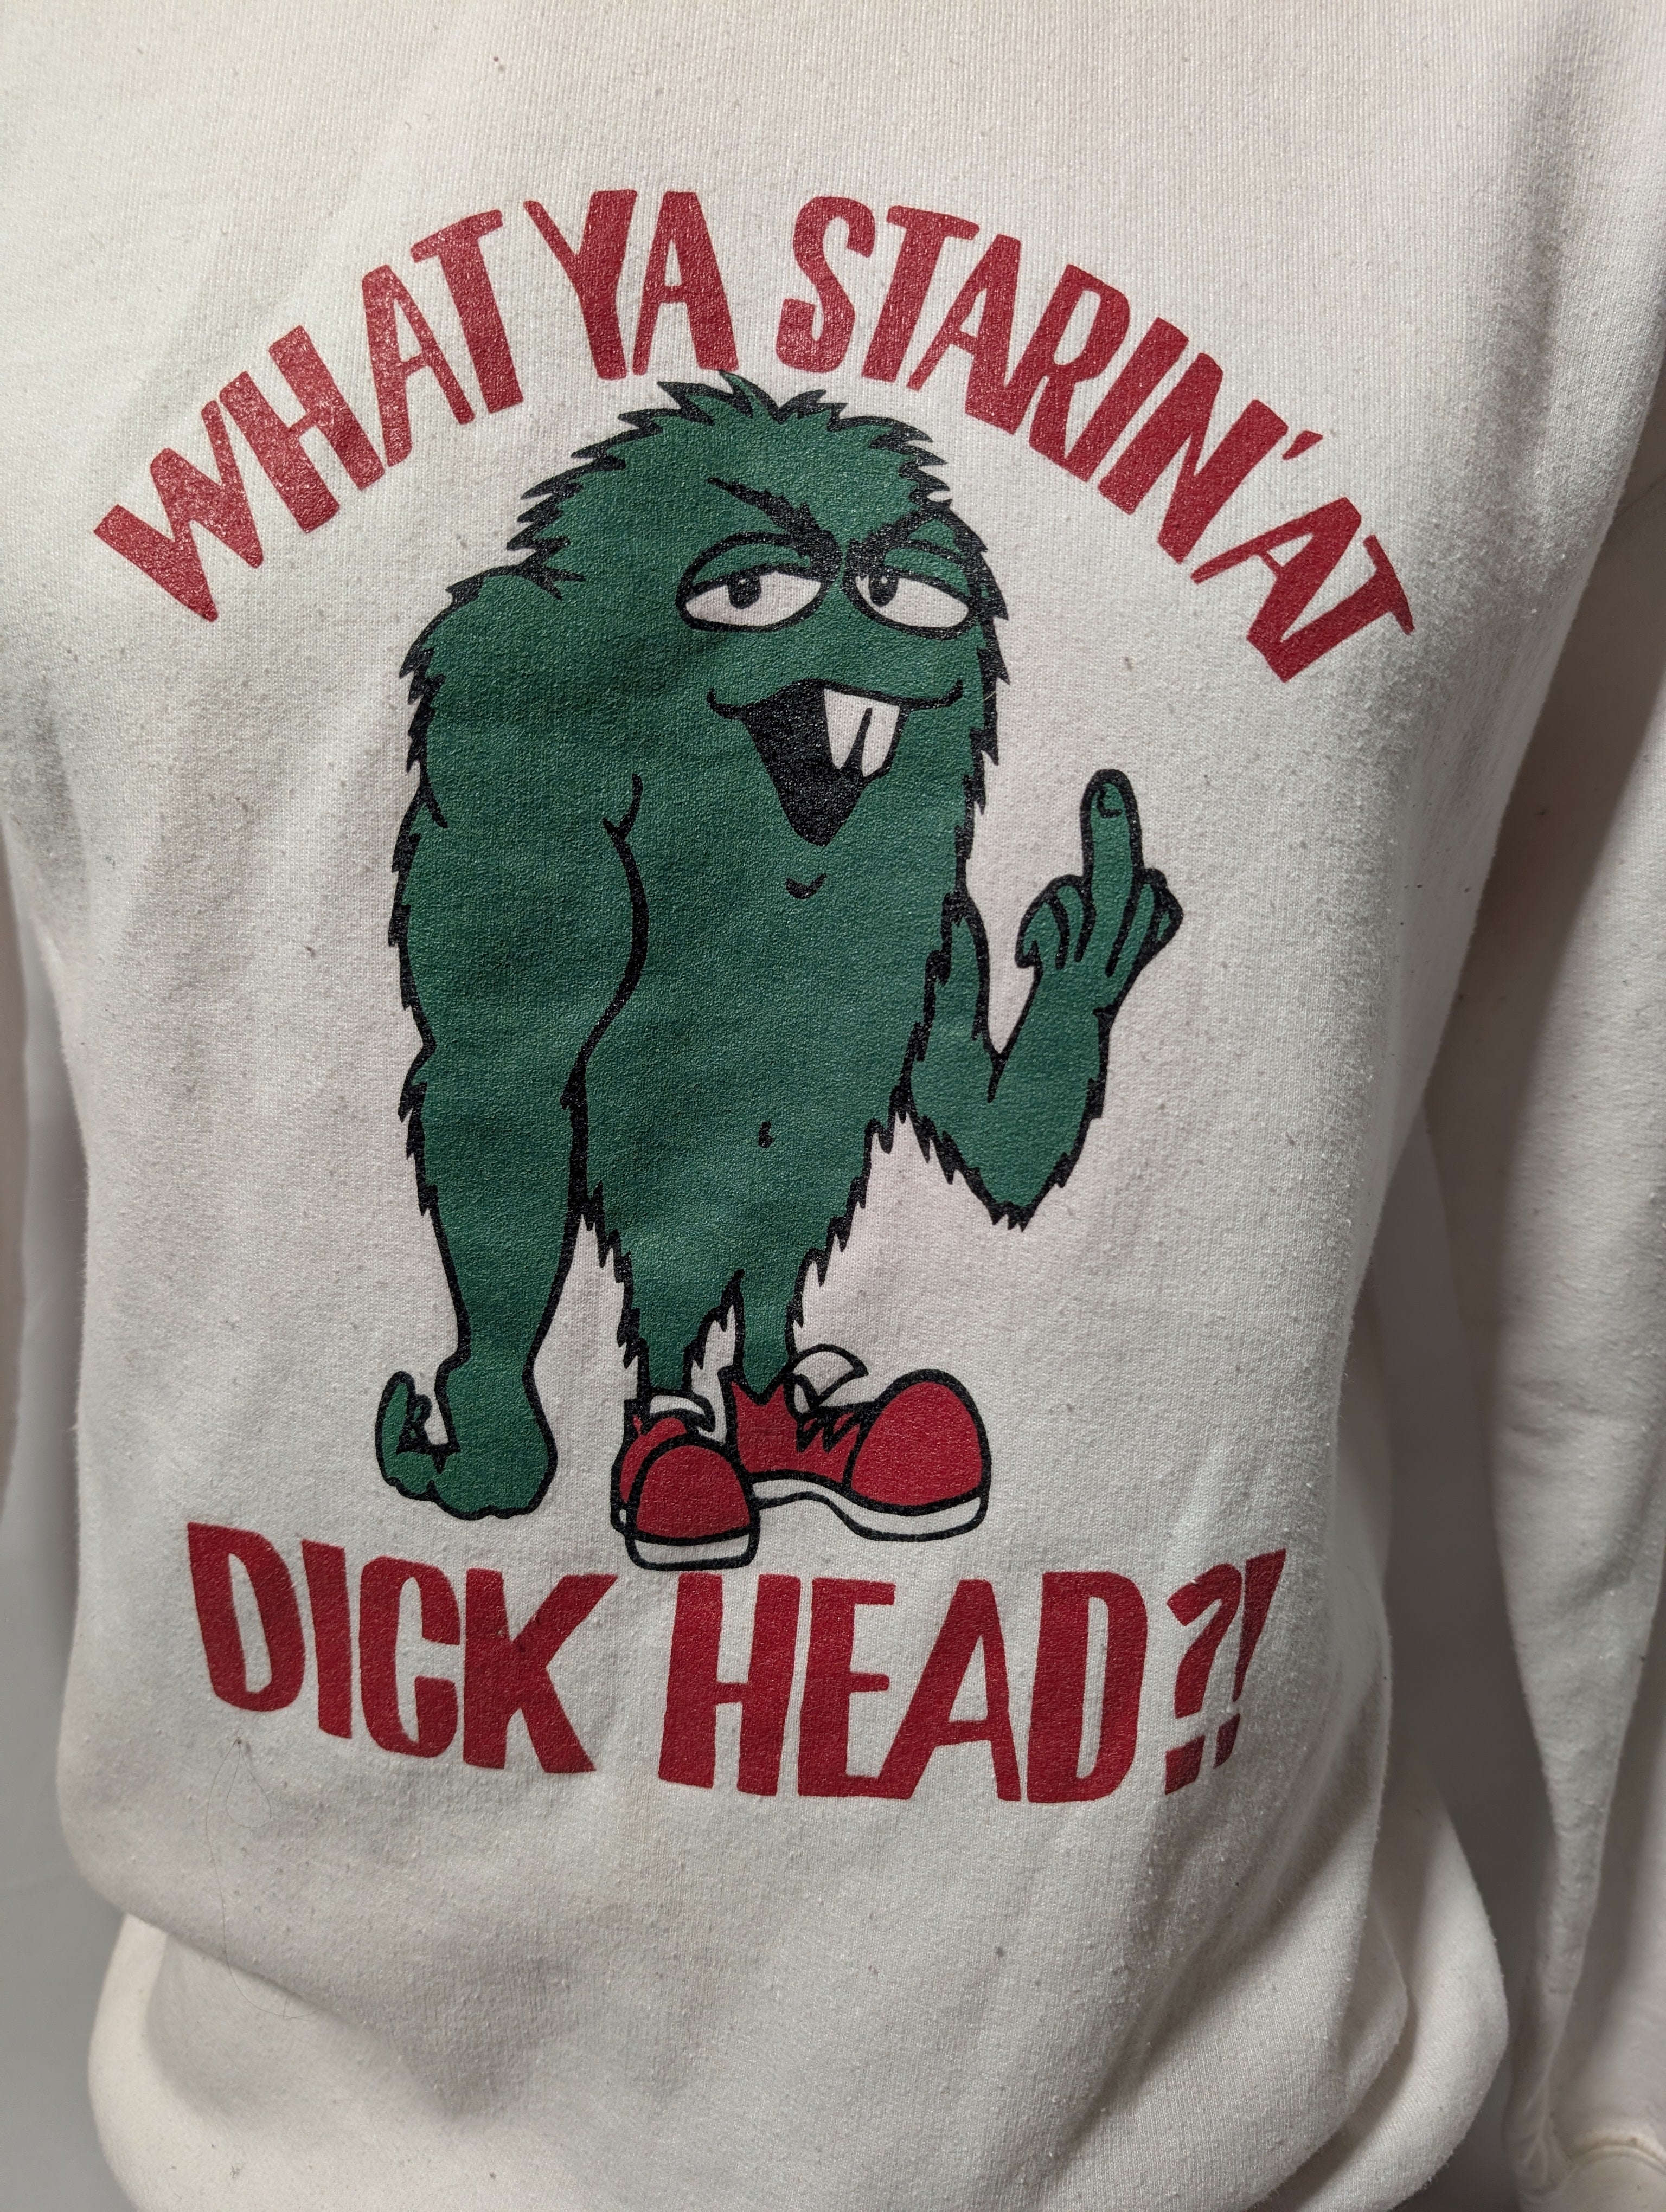 WHAT YA STARIN' AT
DICK HEAD?!